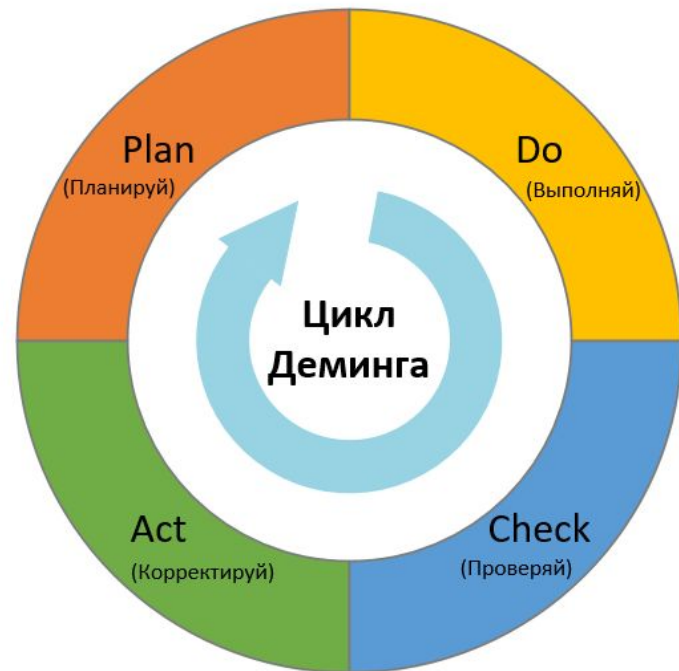 Plan
(Планируй)
Do
(Выполняй)
Цикл
Деминга
Act
(Корректируй)
Check
(Проверяй)